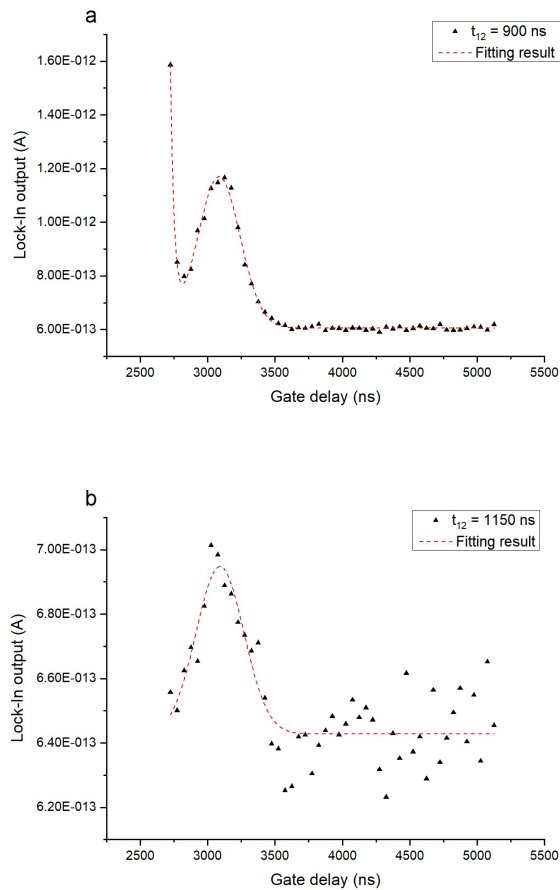 a
t12 = 900 ns
Fitting result
1.60E-012
1.40E-012
1.20E-012
1.00E-012
8.00E-013
6.00E-013
Lock-In output (A)
2500 3000 3500 4000 4500 5000 5500
Gate delay (ns)
b
t12 = 1150 ns
Fitting result
7.00E-013
6.80E-013
6.60E-013
6.40E-013
6.20E-013
Lock-In output (A)
2500 3000 3500 4000 4500 5000 5500
Gate delay (ns)